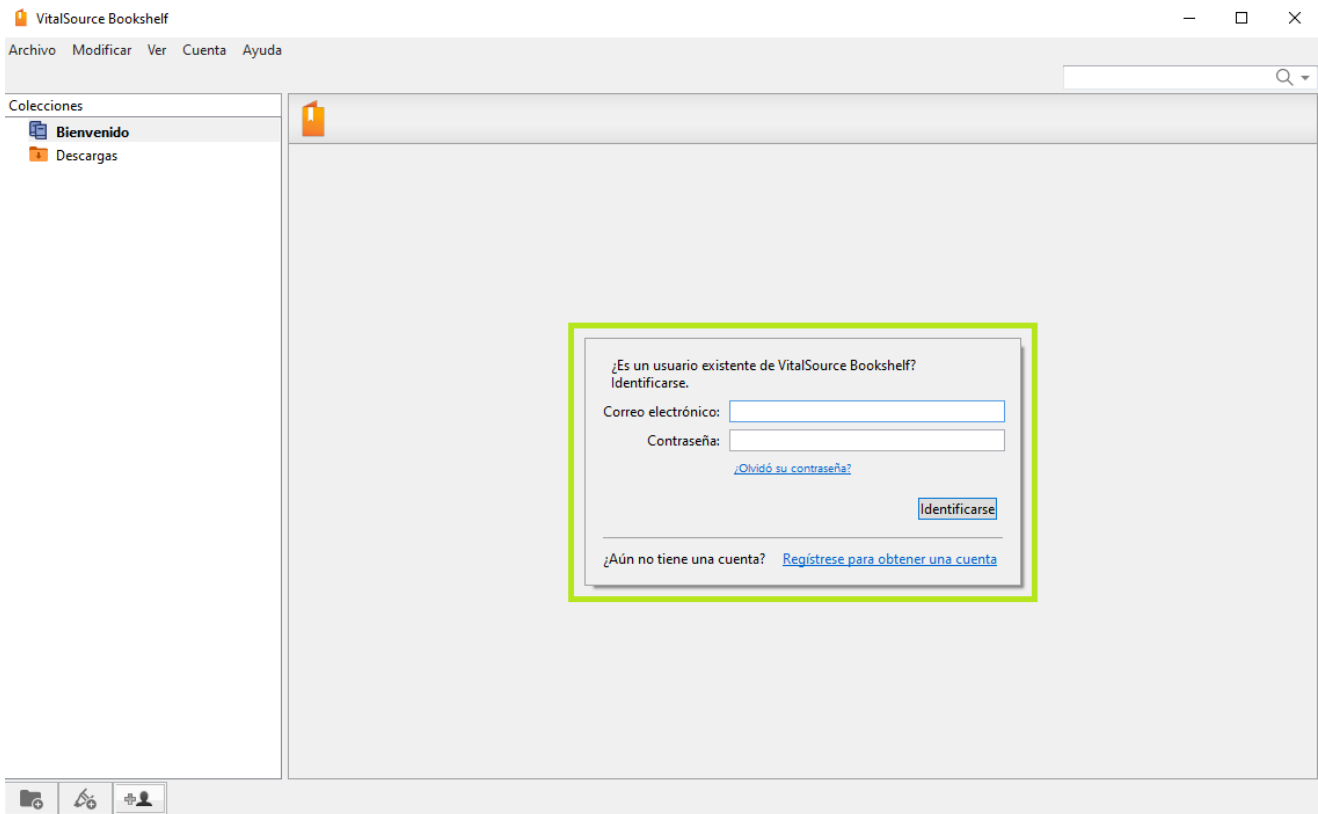 VitalSource Bookshelf
Archivo Modificar Ver Cuenta Ayuda
Colecciones
Bienvenido
Descargas
¿Es un usuario existente de VitalSource Bookshelf?
Identificarse.
Correo electrónico:
Contraseña:
¿Olvidó su contraseña?
Identificarse
¿Aún no tiene una cuenta? Regístrese para obtener una cuenta